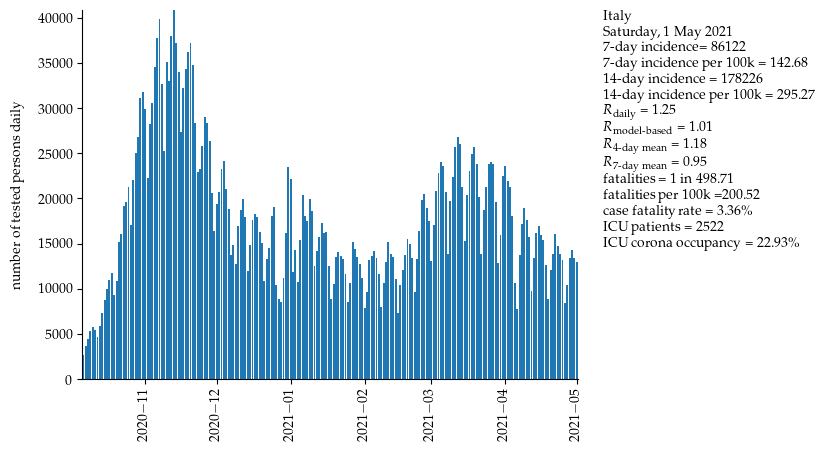 number of tested persons daily
40000
35000
30000
25000
20000
15000
10000
5000
0
2020−11
2020−12
2021−01
2021−02
2021−03
2021−04
2021−05
Italy
Saturday, 1 May 2021
7-day incidence= 86122
7-day incidence per 100k = 142.68
14-day incidence = 178226
14-day incidence per 100k = 295.27
R daily = 1.25
R model-based = 1.01
R 4-day mean = 1.18
R 7-day mean = 0.95
fatalities = 1 in 498.71
fatalities per 100k =200.52
case fatality rate = 3.36%
ICU patients = 2522
ICU corona occupancy = 22.93%